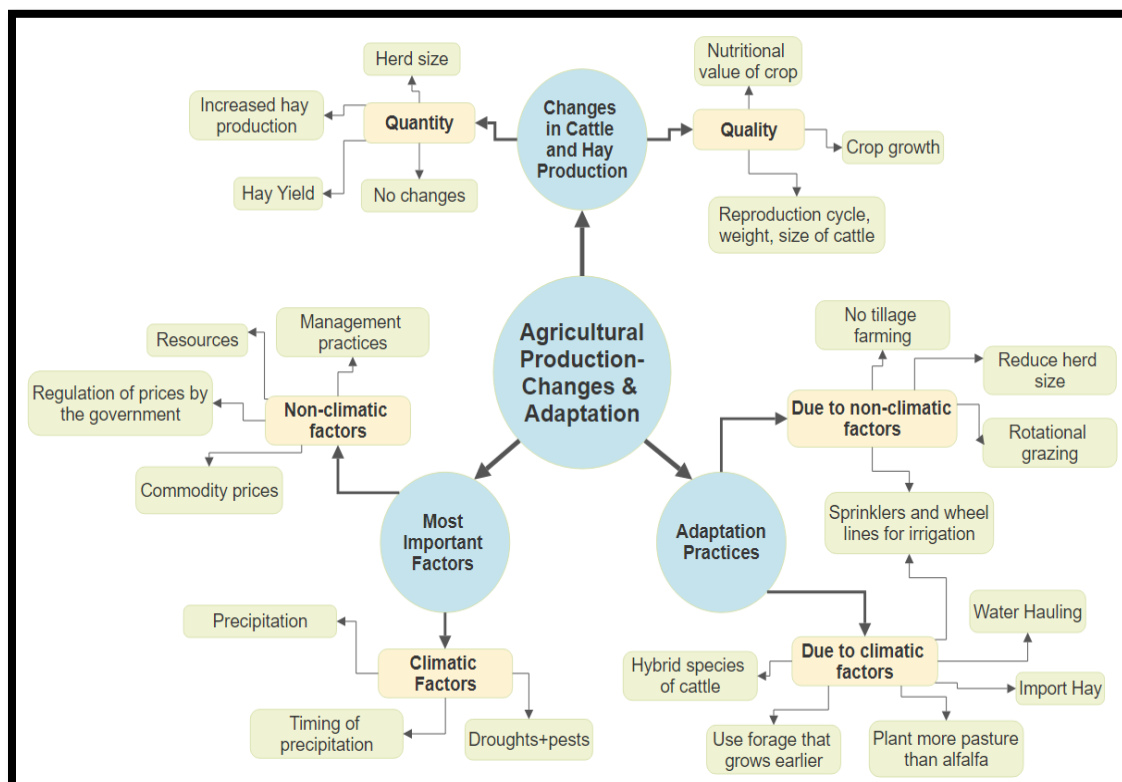 Herd size
Increased hay
production
Quantity
Hay Yield
No changes
Changes
in Cattle
and Hay
Production
Nutritional
value of crop
Quality
Crop growth
Reproduction cycle,
weight, size of cattle
Agricultural
Production-
Changes &
Adaptation
Resources
Management
practices
Regulation of prices by
the government
Non-climatic
factors
Commodity prices
Most
Important
Factors
Precipitation
Climatic
Factors
Timing of
precipitation
Droughts+pests
Adaptation
Practices
No tillage
farming
Reduce herd
size
Due to non-climatic
factors
Rotational
grazing
Sprinklers and wheel
lines for irrigation
Water Hauling
Due to climatic
factors
Hybrid species
of cattle
Import Hay
Use forage that
grows earlier
Plant more pasture
than alfalfa